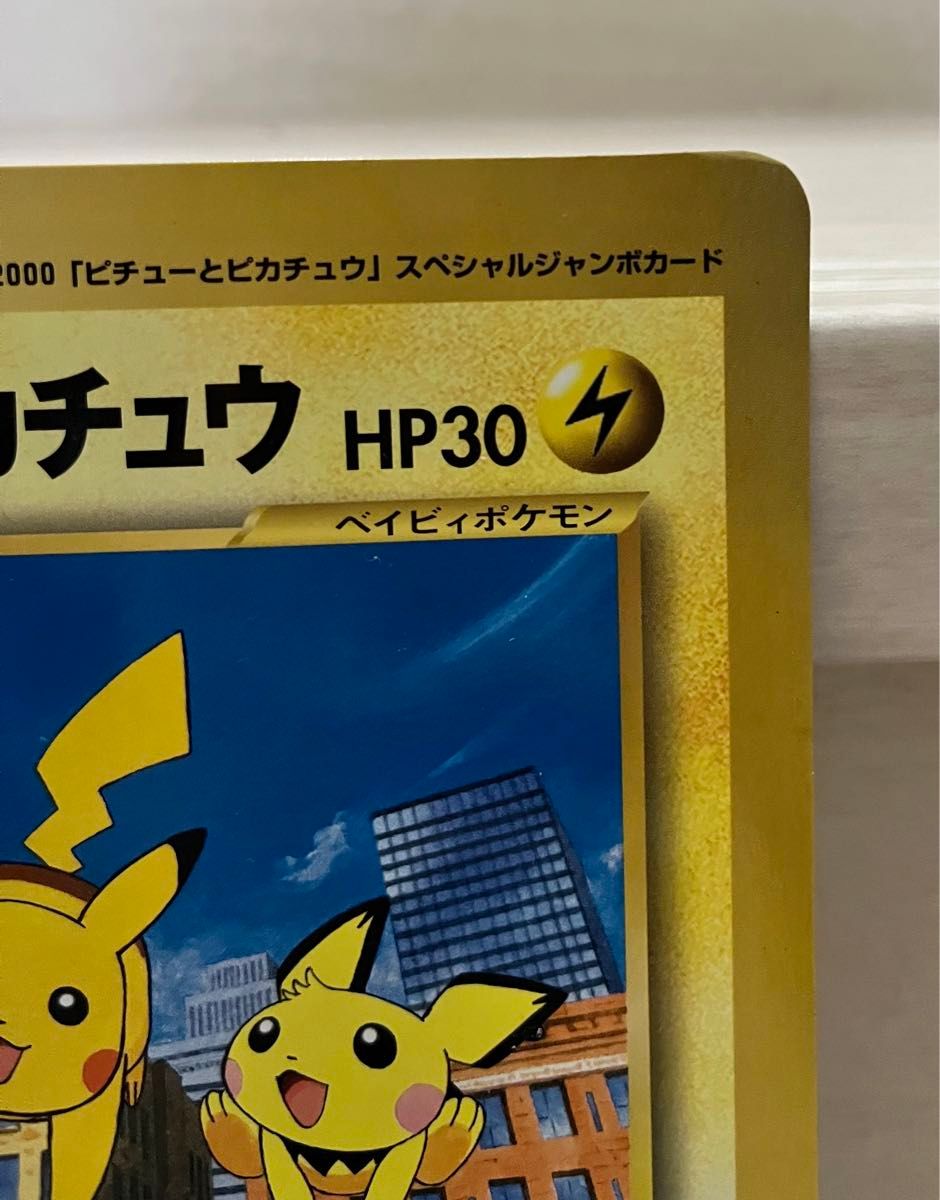 2000「ピチューとピカチュウ」スペシャルジャンボカード
カチュウ HP30
ベイビィポケモン